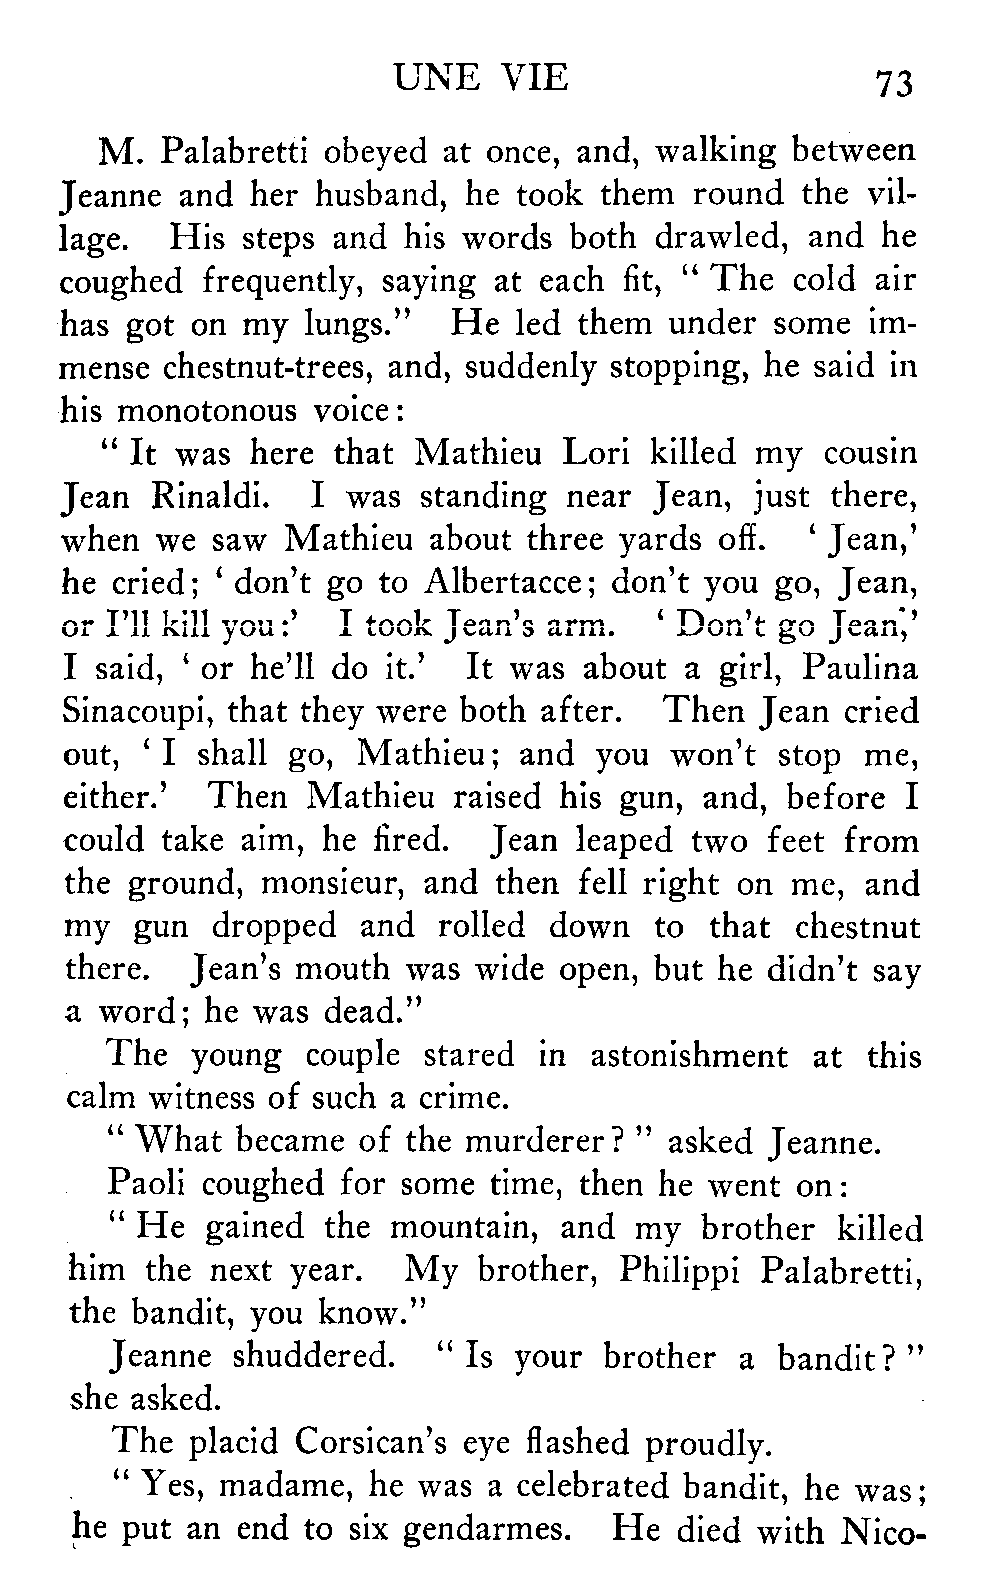 UNE VIE 73
M. Palabretti obeyed at once, and, walking between
Jeanne and her husband, he took them round the vil-
lage. His steps and his words both drawled, and he
coughed frequently, saying at each fit, “ The cold air
has got on my lungs.” He led them under some im-
mense chestnut-trees, and, suddenly stopping, he said in
his monotonous voice:
“ It was here that Mathieu Lori killed my cousin
Jean Rinaldi. I was standing near Jean, just there,
when we saw Mathieu about three yards off. ‘ Jean,’
he cried; ‘ don’t go to Albertacce; don’t you go, Jean,
or I’ll kill you:’ I took Jean’s arm. ‘ Don’t go Jean,’
I said, ‘ or he’ll do it.’ It was about a girl, Paulina
Sinacoupi, that they were both after. Then Jean cried
out, ‘ I shall go, Mathieu; and you won’t stop me,
either.’ Then Mathieu raised his gun, and, before I
could take aim, he fired. Jean leaped two feet from
the ground, monsieur, and then fell right on me, and
my gun dropped and rolled down to that chestnut
there. Jean’s mouth was wide open, but he didn’t say
a word; he was dead.”
The young couple stared in astonishment at this
calm witness of such a crime.
“ What became of the murderer? ” asked Jeanne.
Paoli coughed for some time, then he went on:
“ He gained the mountain, and my brother killed
him the next year. My brother, Philippi Palabretti,
the bandit, you know.”
Jeanne shuddered. “ Is your brother a bandit? ”
she asked.
The placid Corsican’s eye flashed proudly.
“ Yes, madame, he was a celebrated bandit, he was;
he put an end to six gendarmes. He died with Nico-